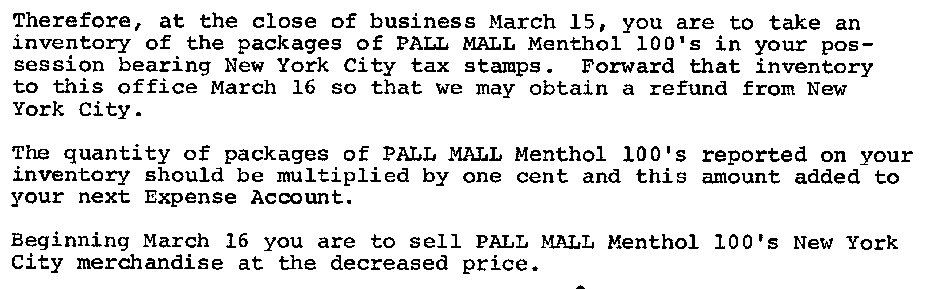 Therefore, at the close of business March 15, you are to take an
inventory of the packages of PALL MALL Menthol 100's in your pos-
session bearing New York City tax stamps.  Forward that inventory
to this office March 16 so that we may obtain a refund from New
York City.
The quantity of packages of PALL MALL Menthol 100's reported on your
inventory should be multiplied by one cent and this amount added to
your next Expense Account.
Beginning March 16 you are to sell PALL MALL Menthol 100's New York
City merchandise at the decreased price.